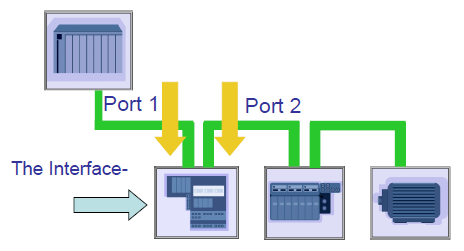 Port 1
Port 2
The Interface-